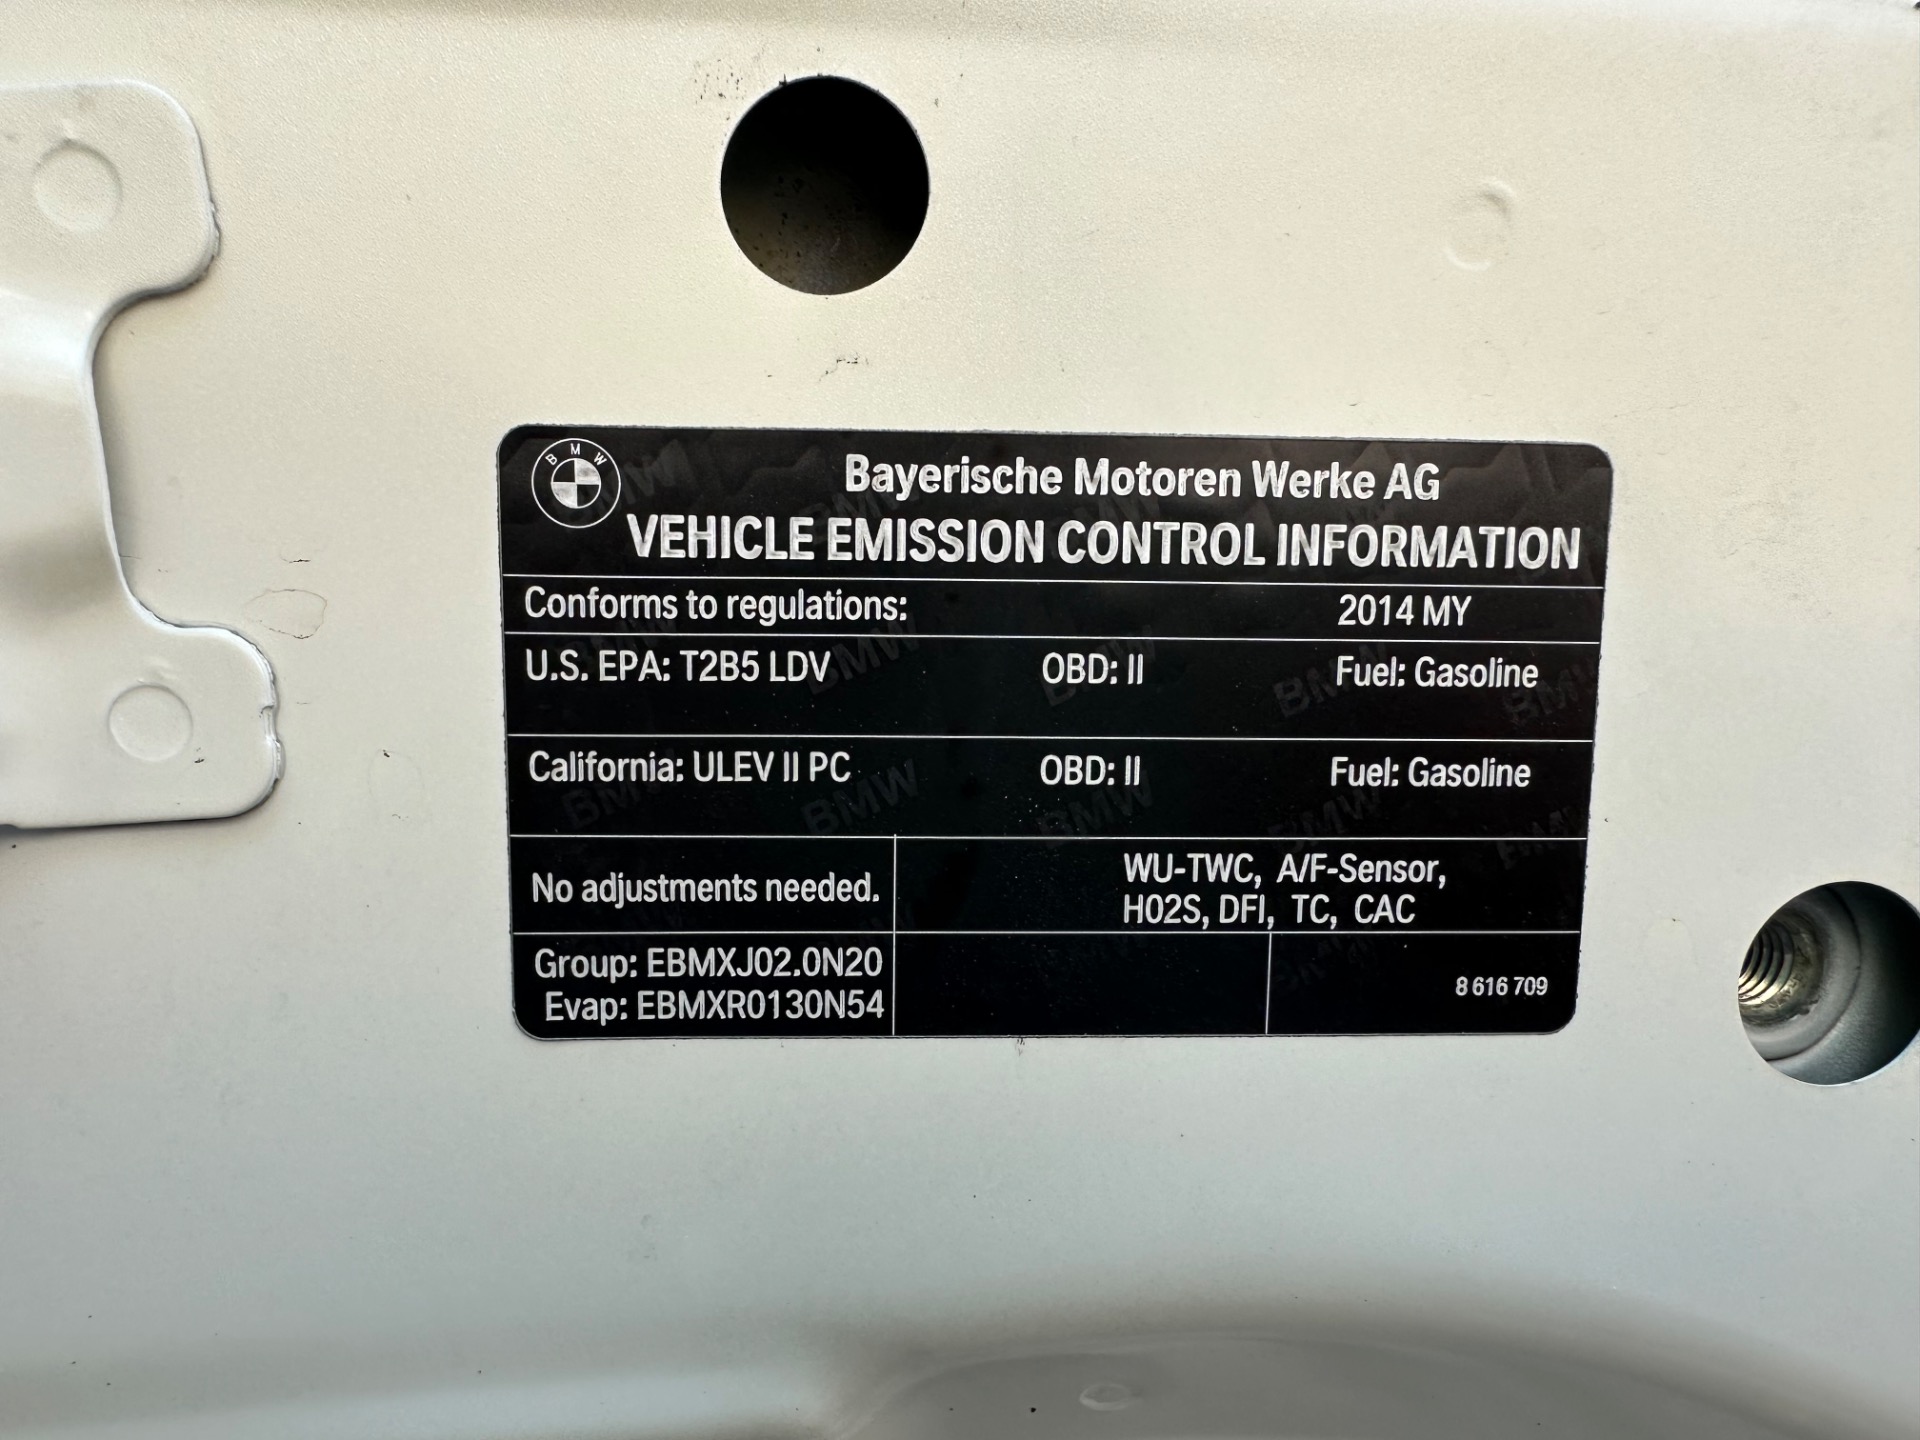 BMW
Bayerische Motoren Werke AG
VEHICLE EMISSION CONTROL INFORMATION
Conforms to regulations: 2014 MY
U.S. EPA: T2B5 LDV OBD: II Fuel: Gasoline
California: ULEV II PC OBD: II Fuel: Gasoline
No adjustments needed.
WU-TWC, A/F-Sensor,
H02S, DFI, TC, CAC
Group: EBMXJ02.0N20
Evap: EBMXR0130N54
8 616 709